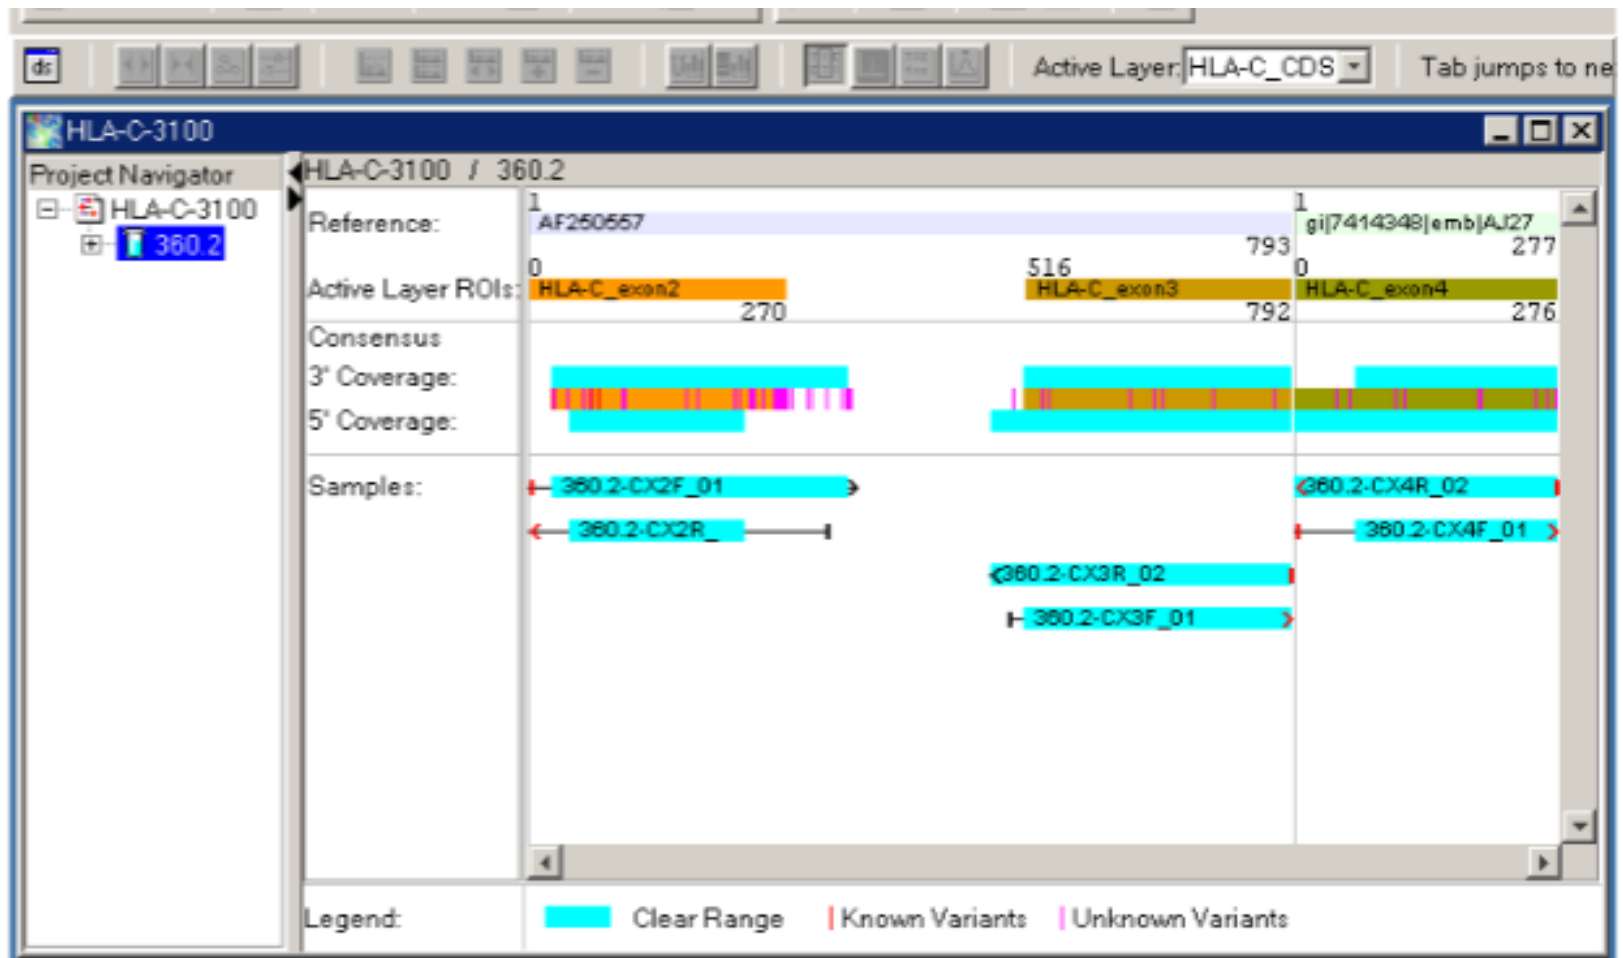 ds Active Layer: HLA-C_CDS Tab jumps to ne
HLA-C-3100
Project Navigator
HLA-C-3100
360.2
HLA-C-3100 / 360.2
1 1
Reference: AF250557 gi|7414348|emb|AJ27
793 277
0 516 0
Active Layer ROIs: HLA-C_exon2 HLA-C_exon3 HLA-C_exon4
270 792 276
Consensus
3' Coverage:
5' Coverage:
Samples: 360.2-CX2F_01 360.2-CX4R_02
360.2-CX2R_ 360.2-CX4F_01
360.2-CX3R_02
360.2-CX3F_01
Legend: Clear Range Known Variants Unknown Variants